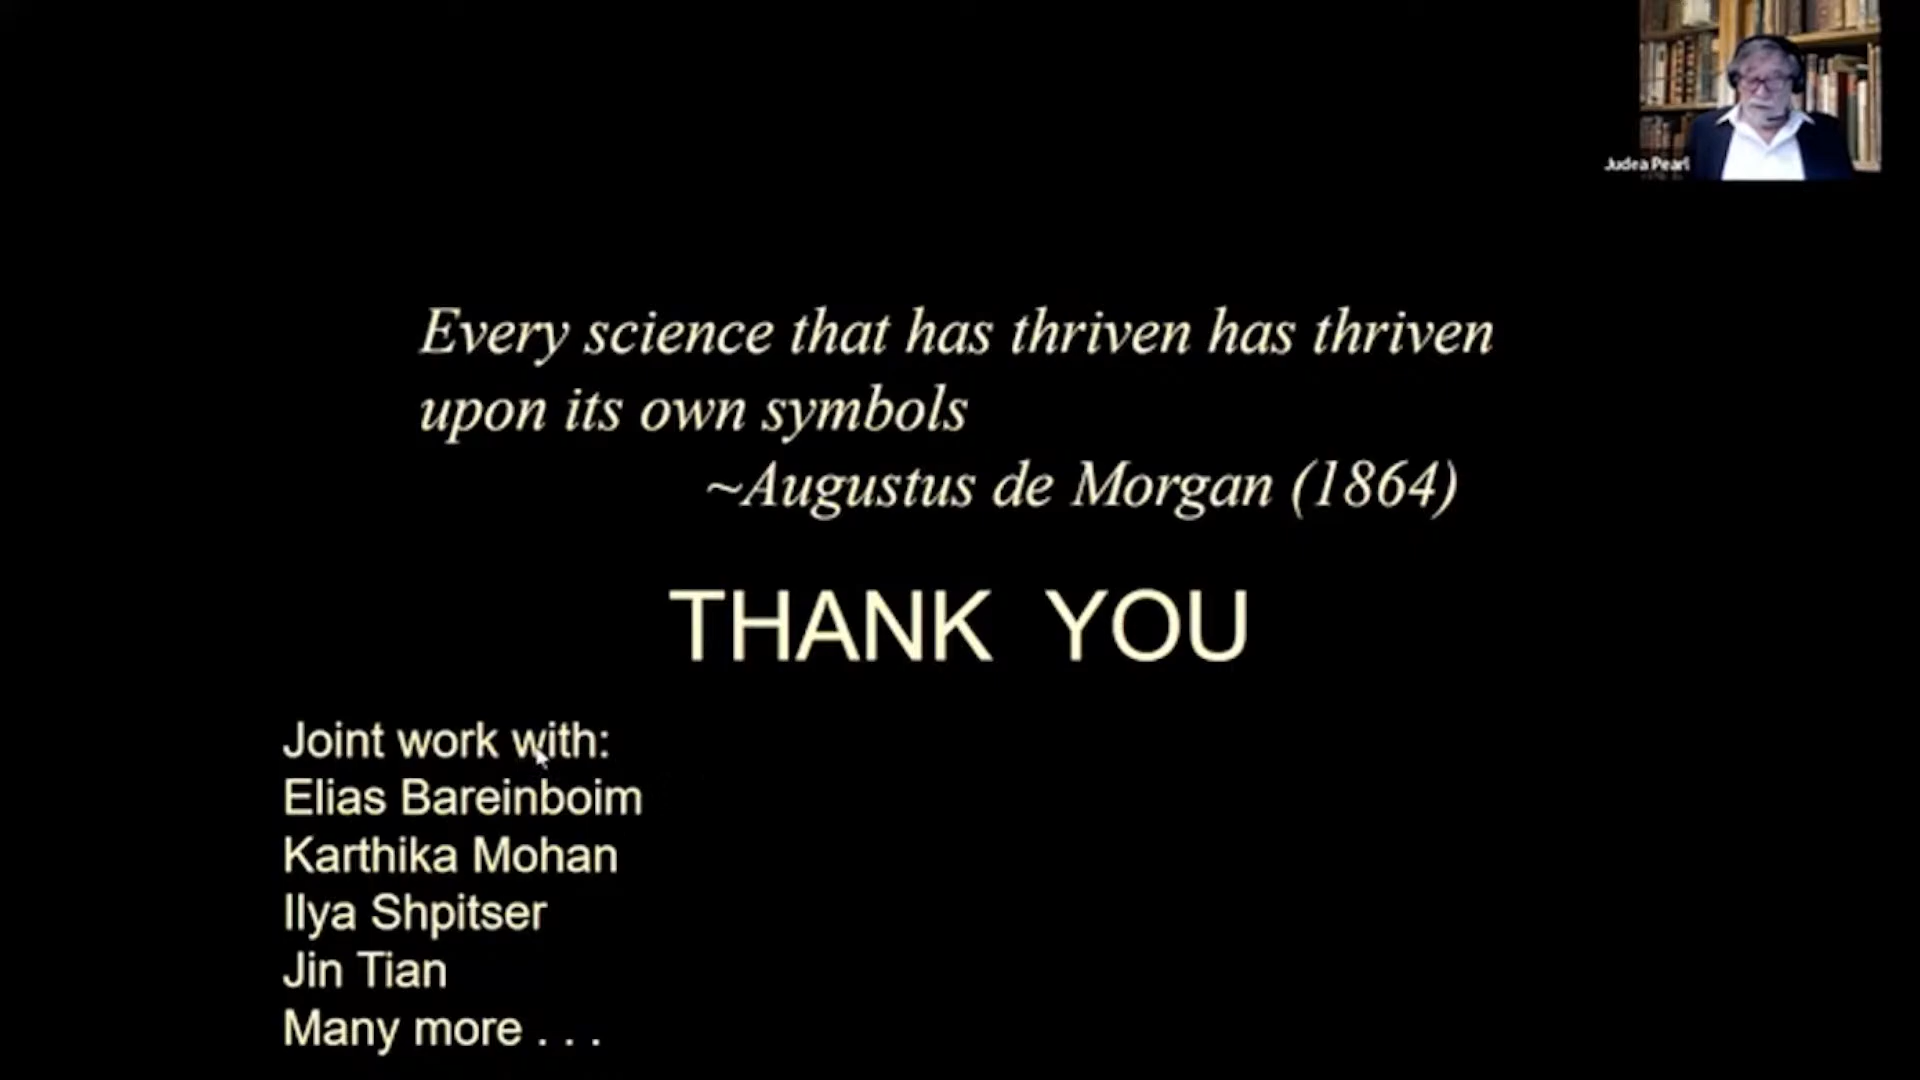 Judea Pearl
Every science that has thriven has thriven
upon its own symbols
~Augustus de Morgan (1864)
THANK YOU
Joint work with:
Elias Bareinboim
Karthika Mohan
Ilya Shpitser
Jin Tian
Many more . . .